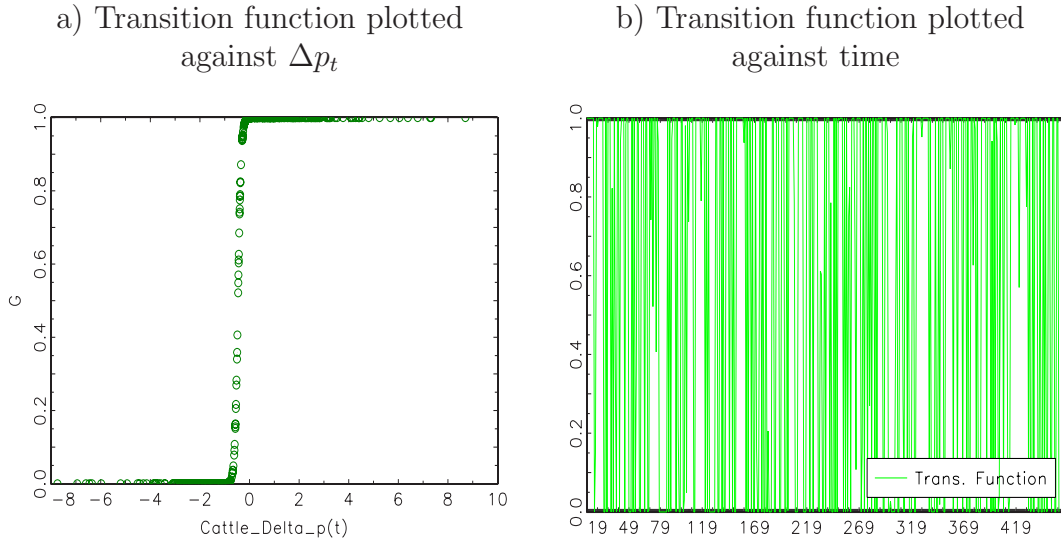 a) Transition function plotted
against Δpₜ
b) Transition function plotted
against time
G
0.0 0.2 0.4 0.6 0.8 1.0
−8 −6 −4 −2 0 2 4 6 8 10
Cattle_Delta_p(t)
0.0 0.2 0.4 0.6 0.8 1.0
19 49 79 119 169 219 269 319 369 419
Trans. Function